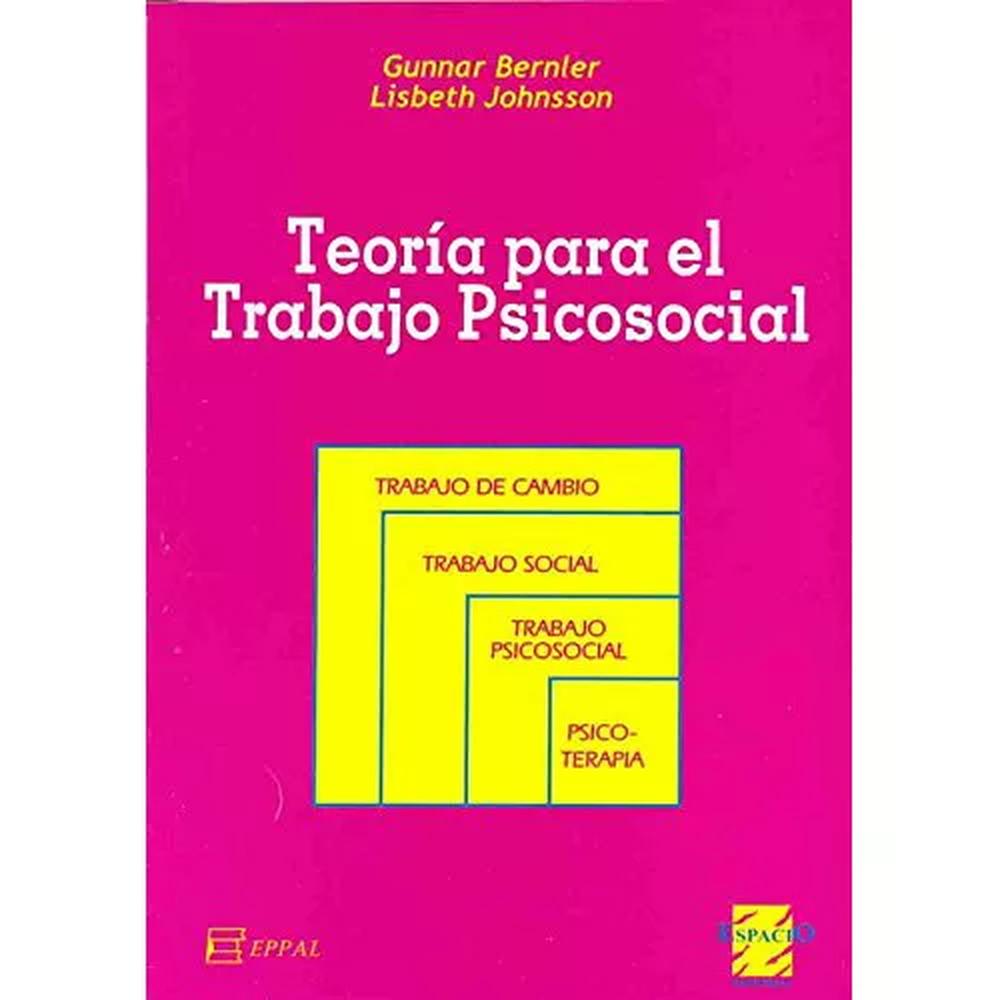 Gunnar Bernler
Lisbeth Johnsson
Teoría para el
Trabajo Psicosocial
TRABAJO DE CAMBIO
TRABAJO SOCIAL
TRABAJO
PSICOSOCIAL
PSICO-
TERAPIA
EPPAL
ESPACIO